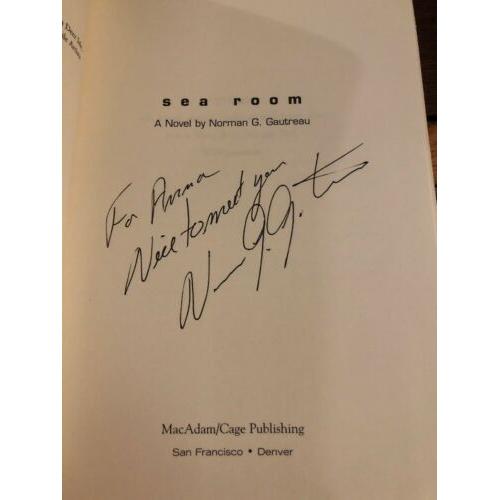 sea room
A Novel by Norman G. Gautreau
For Anna
Nice to meet you
MacAdam/Cage Publishing
San Francisco • Denver